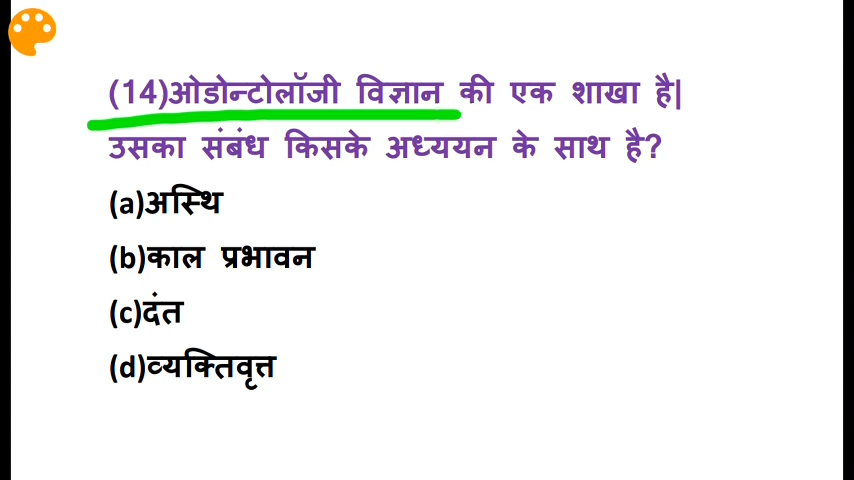 (14)ओडोन्टोलॉजी विज्ञान की एक शाखा है|
उसका संबंध किसके अध्ययन के साथ है?
(a)अस्थि
(b)काल प्रभावन
(c)दंत
(d)व्यक्तिवृत्त